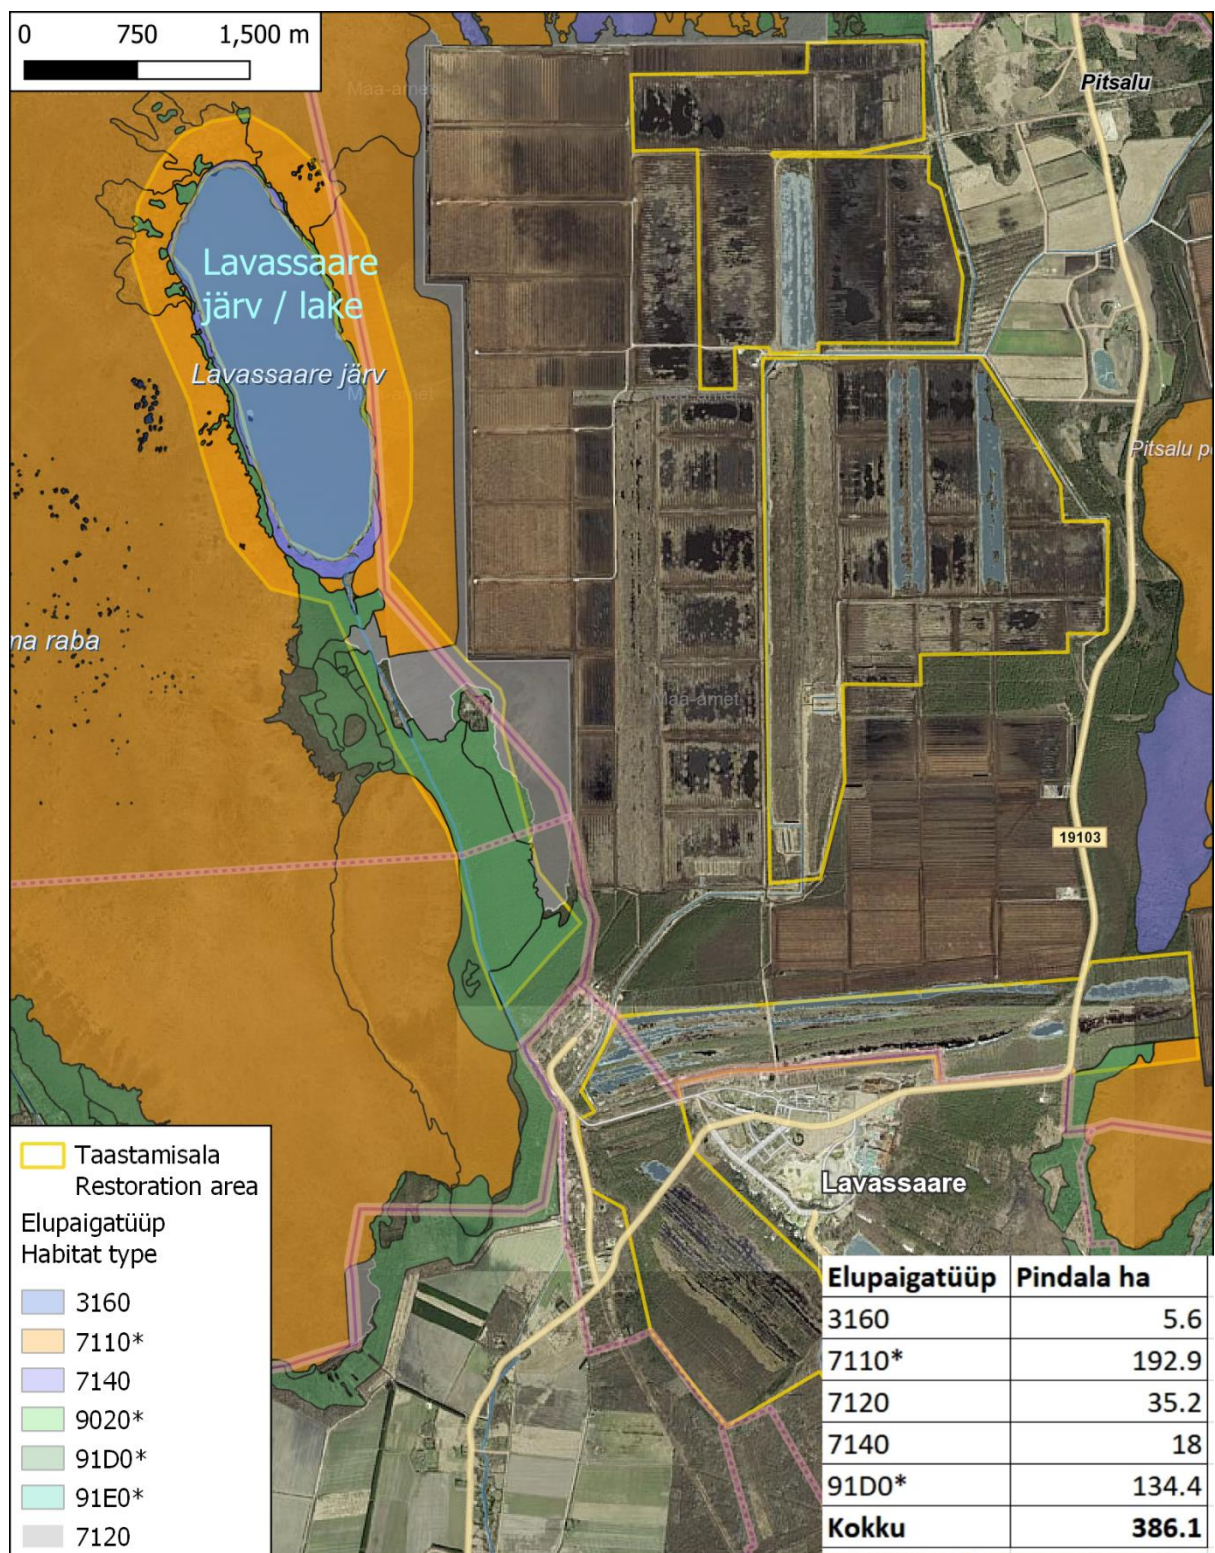 0 750 1,500 m
Maa-amet
Pitsalu
Lavassaare
järv / lake
Lavassaare järv
Maa-amet
Maa-amet
Pitsalu
na raba
Maa-amet
19103
Lavassaare
Taastamisala
Restoration area
Elupaigatüüp
Habitat type
3160
7110*
7140
9020*
91D0*
91E0*
7120
Elupaigatüüp Pindala ha
3160 5.6
7110* 192.9
7120 35.2
7140 18
91D0* 134.4
Kokku 386.1